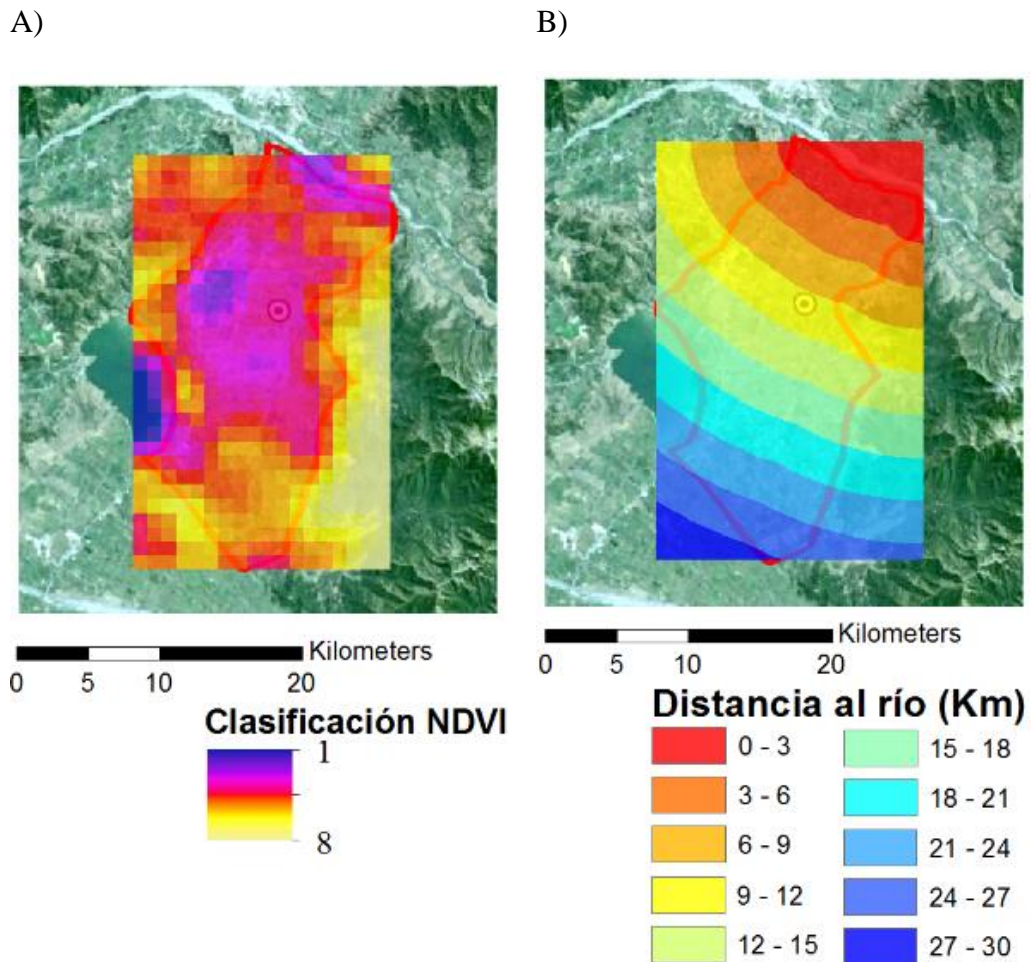 A)
B)
Kilometers
0 5 10 20
Kilometers
0 5 10 20
Clasificación NDVI
1
8
Distancia al río (Km)
0 - 3
3 - 6
6 - 9
9 - 12
12 - 15
15 - 18
18 - 21
21 - 24
24 - 27
27 - 30